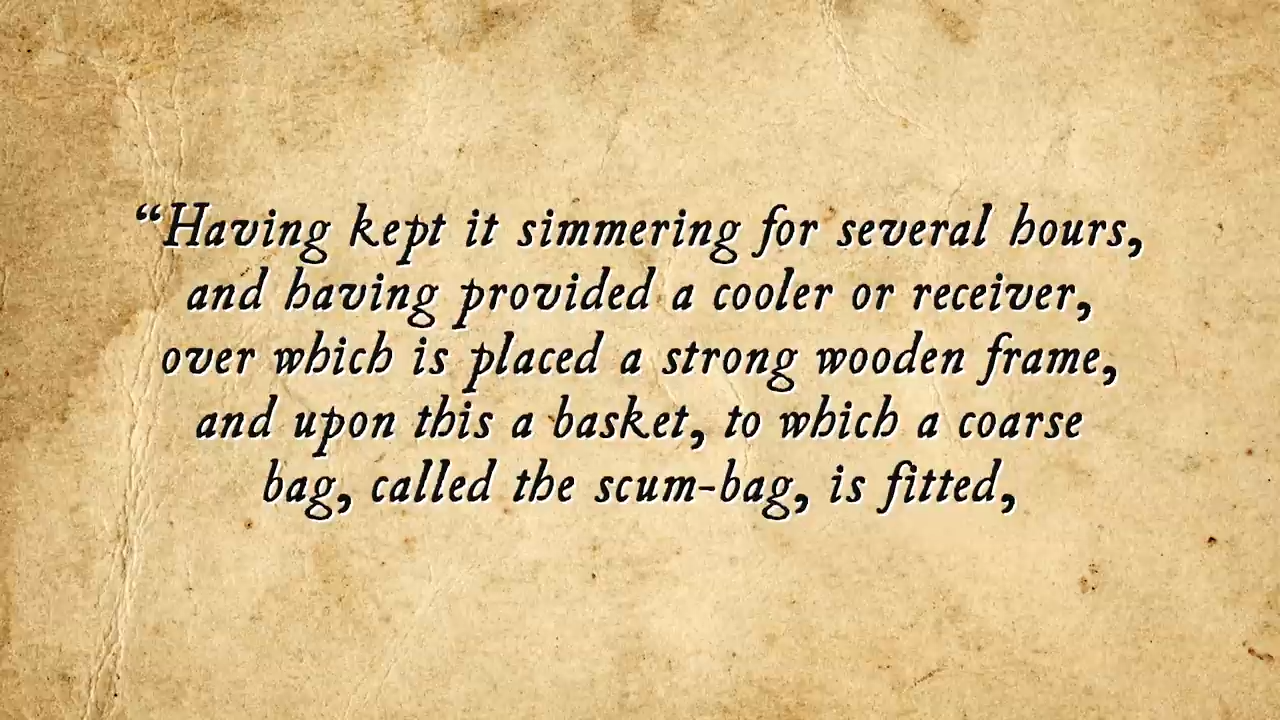 “Having kept it simmering for several hours,
and having provided a cooler or receiver,
over which is placed a strong wooden frame,
and upon this a basket, to which a coarse
bag, called the scum-bag, is fitted,